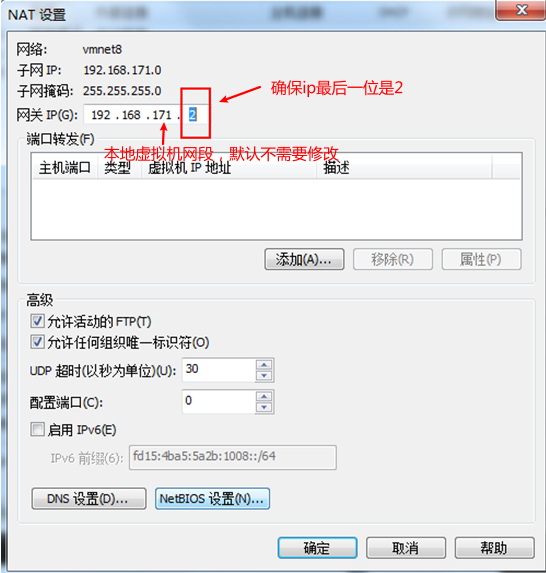 NAT 设置
网络: vmnet8
子网 IP: 192.168.171.0
子网掩码: 255.255.255.0
网关 IP(G): 192 .168 .171 . 2
确保ip最后一位是2
端口转发(F)
本地虚拟机网段，默认不需要修改
主机端口 类型 虚拟机 IP 地址 描述
添加(A)... 移除(R) 属性(P)
高级
允许活动的 FTP(T)
允许任何组织唯一标识符(O)
UDP 超时(以秒为单位)(U): 30
配置端口(C): 0
启用 IPv6(E)
IPv6 前缀(6): fd15:4ba5:5a2b:1008::/64
DNS 设置(D)... NetBIOS 设置(N)...
确定 取消 帮助